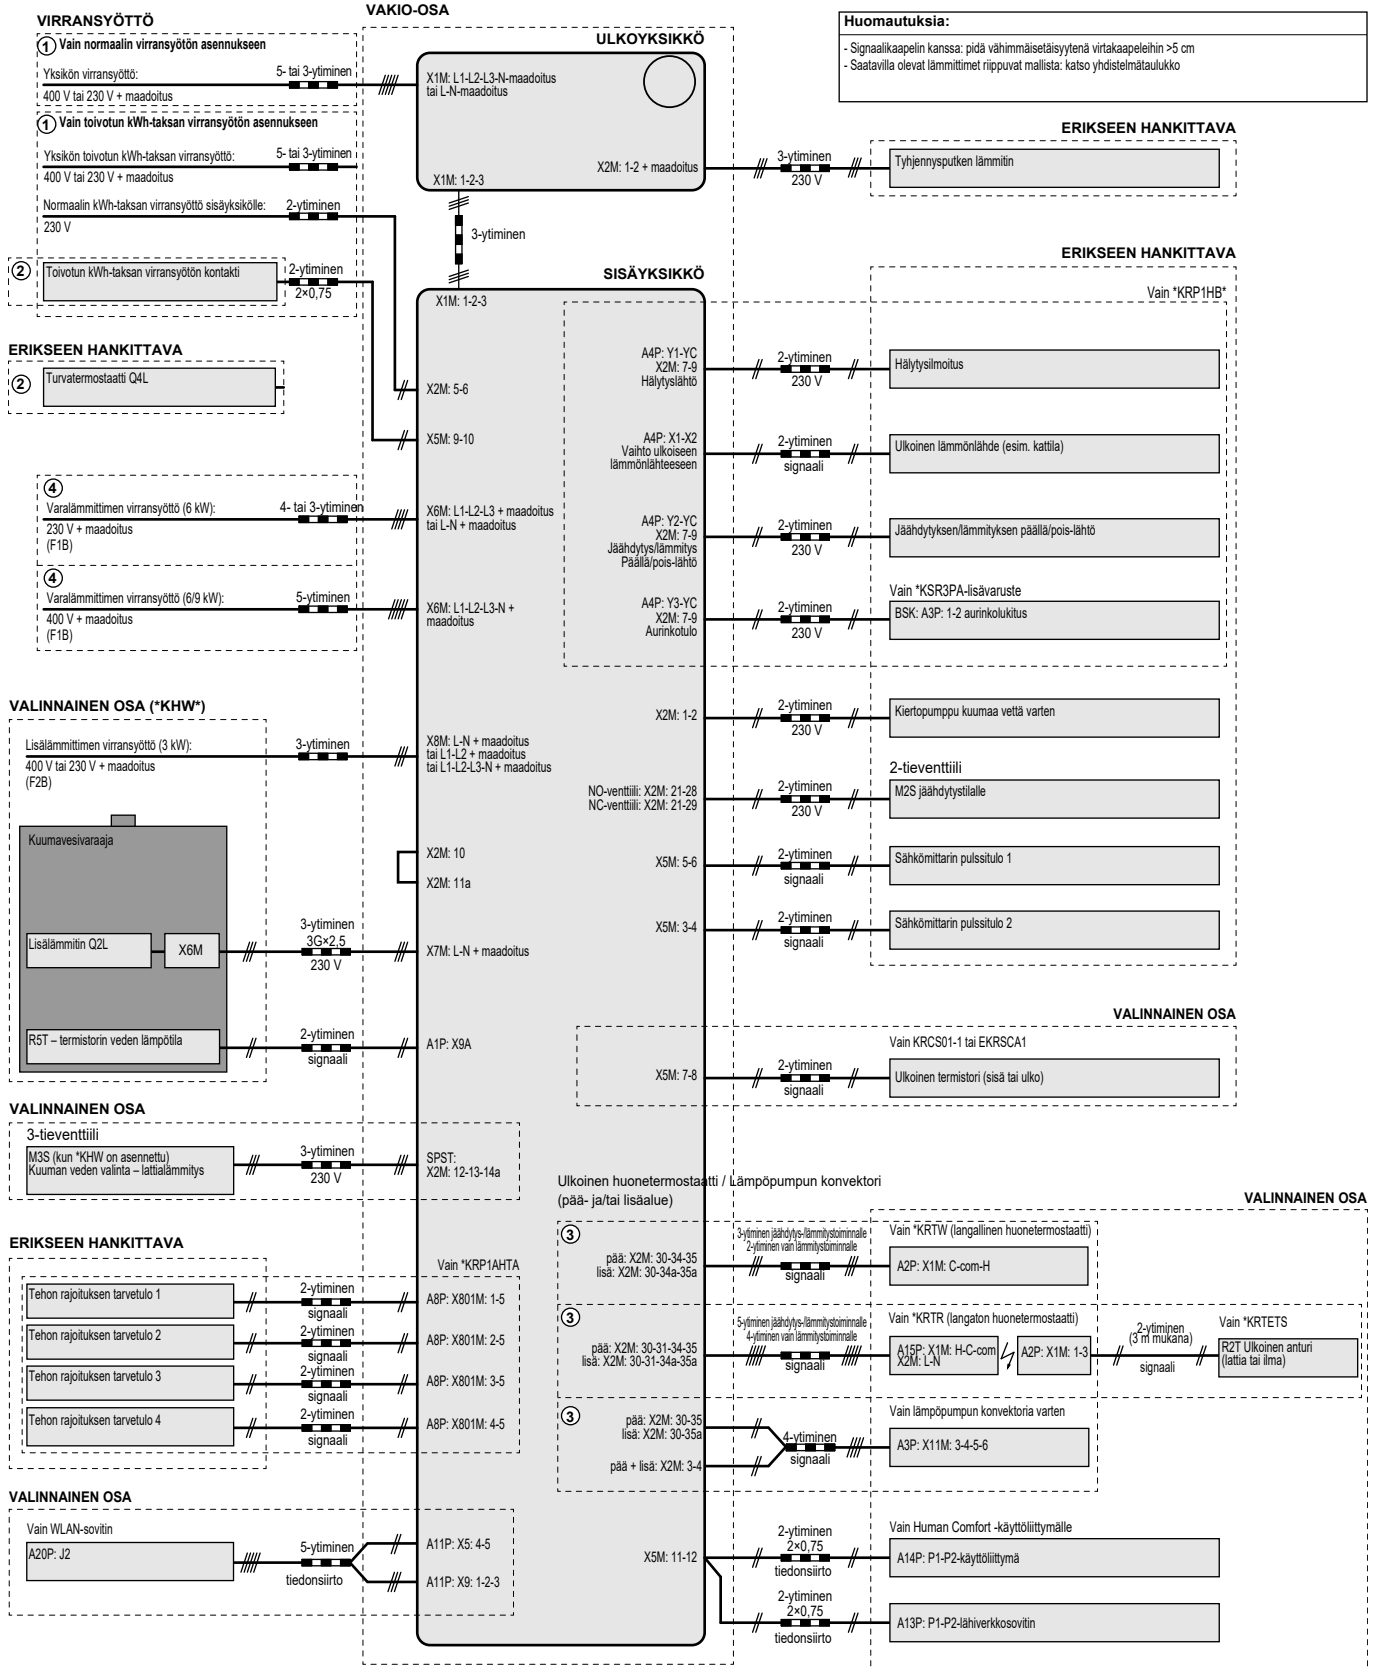 VIRRANSYÖTTÖ
① Vain normaalin virransyötön asennukseen
Yksikön virransyöttö:
5- tai 3-ytiminen
400 V tai 230 V + maadoitus
① Vain toivotun kWh-taksan virransyötön asennukseen
Yksikön toivotun kWh-taksan virransyöttö:
5- tai 3-ytiminen
400 V tai 230 V + maadoitus
Normaalin kWh-taksan virransyöttö sisäyksikölle:
2-ytiminen
230 V
②
Toivotun kWh-taksan virransyötön kontakti
2-ytiminen
2×0,75
ERIKSEEN HANKITTAVA
②
Turvatermostaatti Q4L
④
Varalämmittimen virransyöttö (6 kW):
4- tai 3-ytiminen
230 V + maadoitus
(F1B)
④
Varalämmittimen virransyöttö (6/9 kW):
5-ytiminen
400 V + maadoitus
(F1B)
VALINNAINEN OSA (*KHW*)
Lisälämmittimen virransyöttö (3 kW):
3-ytiminen
400 V tai 230 V + maadoitus
(F2B)
Kuumavesivaraaja
Lisälämmitin Q2L
X6M
3-ytiminen
3G×2,5
230 V
R5T – termistorin veden lämpötila
2-ytiminen
signaali
VALINNAINEN OSA
3-tieventtiili
M3S (kun *KHW on asennettu)
Kuuman veden valinta – lattialämmitys
3-ytiminen
230 V
ERIKSEEN HANKITTAVA
Vain *KRP1AHTA
Tehon rajoituksen tarvetulo 1
2-ytiminen
signaali
A8P: X801M: 1-5
Tehon rajoituksen tarvetulo 2
2-ytiminen
signaali
A8P: X801M: 2-5
Tehon rajoituksen tarvetulo 3
2-ytiminen
signaali
A8P: X801M: 3-5
Tehon rajoituksen tarvetulo 4
2-ytiminen
signaali
A8P: X801M: 4-5
VALINNAINEN OSA
Vain WLAN-sovitin
A20P: J2
5-ytiminen
tiedonsiirto
A11P: X5: 4-5
A11P: X9: 1-2-3
VAKIO-OSA
ULKOYKSIKKÖ
X1M: L1-L2-L3-N-maadoitus
tai L-N-maadoitus
X2M: 1-2 + maadoitus
X1M: 1-2-3
3-ytiminen
SISÄYKSIKKÖ
X1M: 1-2-3
X2M: 5-6
X5M: 9-10
X6M: L1-L2-L3 + maadoitus
tai L-N + maadoitus
X6M: L1-L2-L3-N +
maadoitus
X8M: L-N + maadoitus
tai L1-L2 + maadoitus
tai L1-L2-L3-N + maadoitus
X2M: 10
X2M: 11a
X7M: L-N + maadoitus
A1P: X9A
SPST:
X2M: 12-13-14a
Huomautuksia:
- Signaalikaapelin kanssa: pidä vähimmäisetäisyytenä virtakaapeleihin >5 cm
- Saatavilla olevat lämmittimet riippuvat mallista: katso yhdistelmätaulukko
ERIKSEEN HANKITTAVA
3-ytiminen
230 V
Tyhjennysputken lämmitin
ERIKSEEN HANKITTAVA
Vain *KRP1HB*
A4P: Y1-YC
X2M: 7-9
Hälytyslähtö
2-ytiminen
230 V
Hälytysilmoitus
A4P: X1-X2
Vaihto ulkoiseen
lämmönlähteeseen
2-ytiminen
signaali
Ulkoinen lämmönlähde (esim. kattila)
A4P: Y2-YC
X2M: 7-9
Jäähdytys/lämmitys
Päällä/pois-lähtö
2-ytiminen
230 V
Jäähdytyksen/lämmityksen päällä/pois-lähtö
Vain *KSR3PA-lisävaruste
A4P: Y3-YC
X2M: 7-9
Aurinkotulo
2-ytiminen
230 V
BSK: A3P: 1-2 aurinkolukitus
X2M: 1-2
2-ytiminen
230 V
Kiertopumppu kuumaa vettä varten
2-tieventtiili
NO-venttiili: X2M: 21-28
NC-venttiili: X2M: 21-29
2-ytiminen
230 V
M2S jäähdytystilalle
X5M: 5-6
2-ytiminen
signaali
Sähkömittarin pulssitulo 1
X5M: 3-4
2-ytiminen
signaali
Sähkömittarin pulssitulo 2
VALINNAINEN OSA
Vain KRCS01-1 tai EKRSCA1
X5M: 7-8
2-ytiminen
signaali
Ulkoinen termistori (sisä tai ulko)
Ulkoinen huonetermostaatti / Lämpöpumpun konvektori
(pää- ja/tai lisäalue)
VALINNAINEN OSA
③
pää: X2M: 30-34-35
lisä: X2M: 30-34a-35a
3-ytiminen jäähdytys-/lämmitystoiminnalle
2-ytiminen vain lämmitystoiminnalle
signaali
Vain *KRTW (langallinen huonetermostaatti)
A2P: X1M: C-com-H
③
pää: X2M: 30-31-34-35
lisä: X2M: 30-31-34a-35a
5-ytiminen jäähdytys-/lämmitystoiminnalle
4-ytiminen vain lämmitystoiminnalle
signaali
Vain *KRTR (langaton huonetermostaatti)
A15P: X1M: H-C-com
X2M: L-N
A2P: X1M: 1-3
2-ytiminen
(3 m mukana)
signaali
Vain *KRTETS
R2T Ulkoinen anturi
(lattia tai ilma)
③
pää: X2M: 30-35
lisä: X2M: 30-35a
pää + lisä: X2M: 3-4
4-ytiminen
signaali
Vain lämpöpumpun konvektoria varten
A3P: X11M: 3-4-5-6
X5M: 11-12
2-ytiminen
2×0,75
tiedonsiirto
Vain Human Comfort -käyttöliittymälle
A14P: P1-P2-käyttöliittymä
2-ytiminen
2×0,75
tiedonsiirto
A13P: P1-P2-lähiverkkosovitin